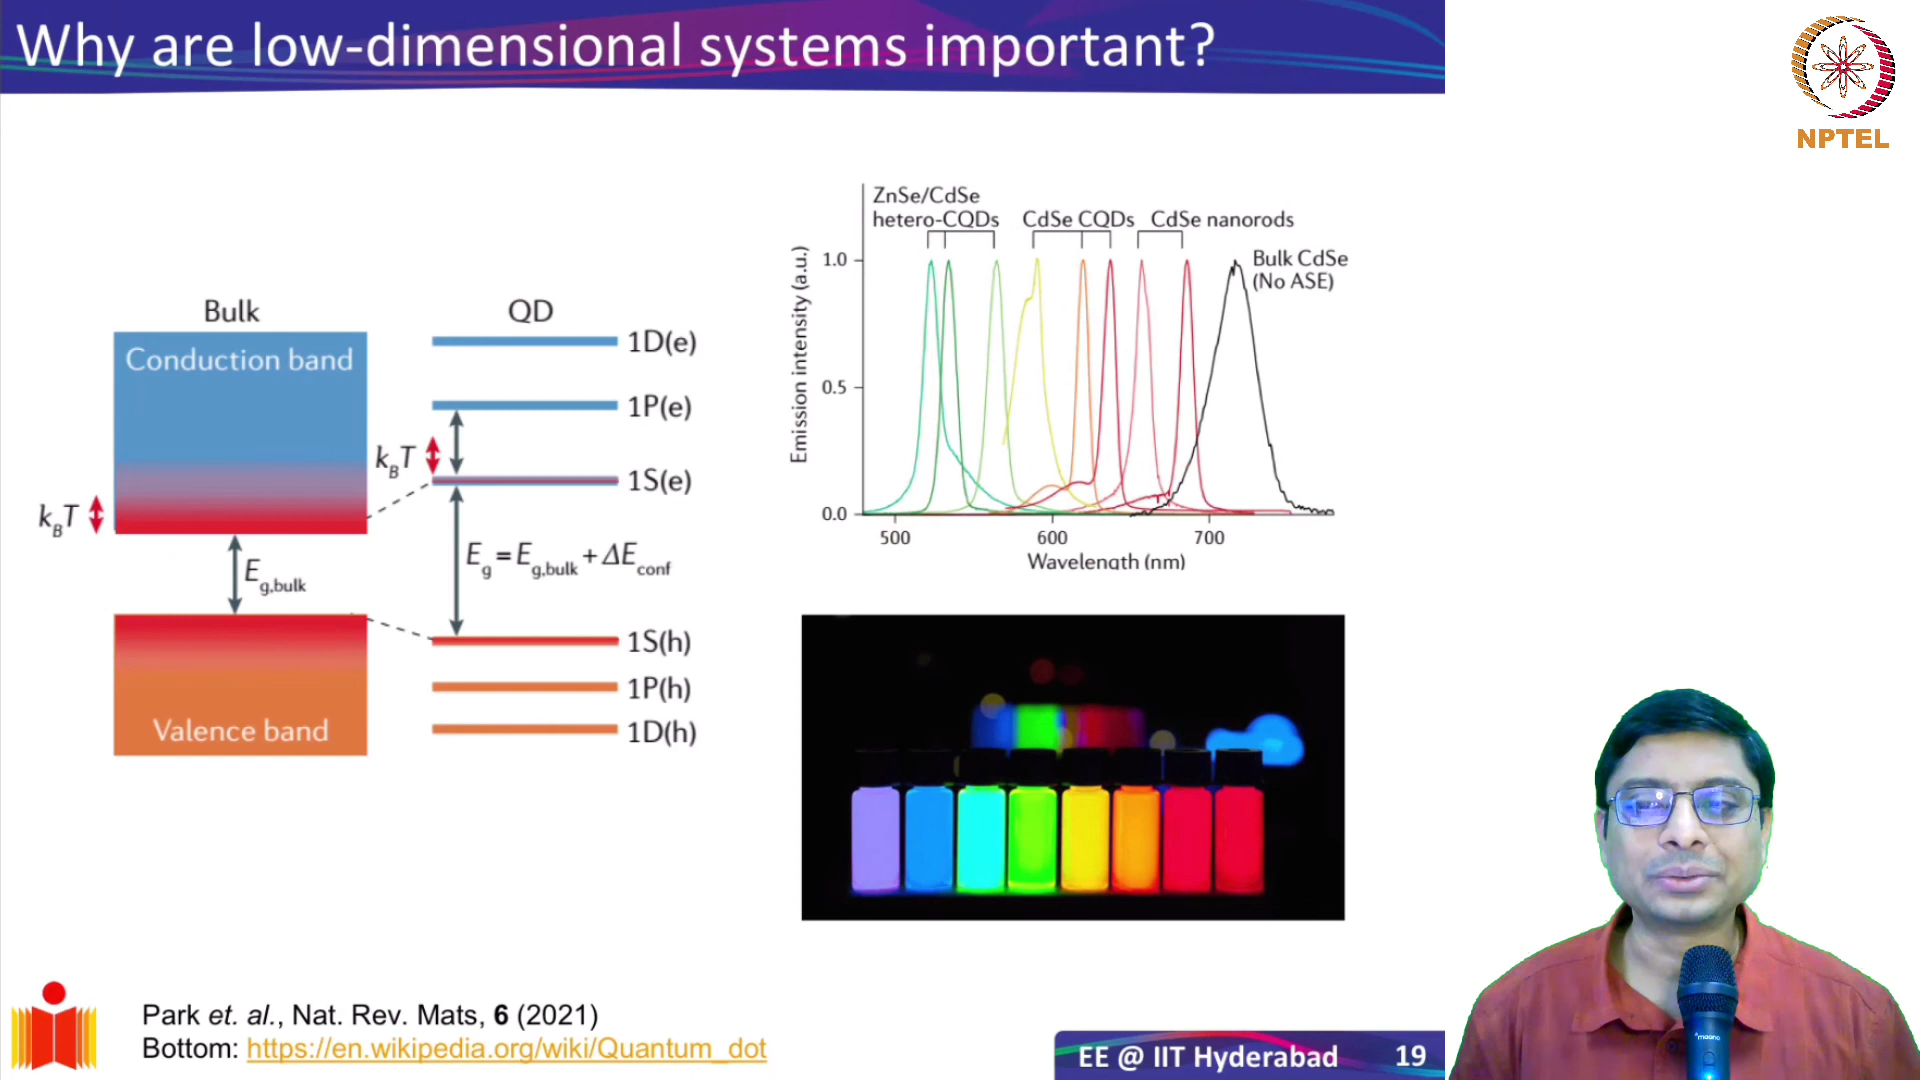 Why are low-dimensional systems important?
NPTEL
Bulk
QD
Conduction band
1D(e)
1P(e)
k_BT
1S(e)
k_BT
E_g,bulk
E_g = E_g,bulk + ΔE_conf
1S(h)
1P(h)
Valence band
1D(h)
ZnSe/CdSe
hetero-CQDs
CdSe CQDs
CdSe nanorods
Bulk CdSe
(No ASE)
Emission intensity (a.u.)
1.0
0.5
0.0
500
600
700
Wavelength (nm)
Park et. al., Nat. Rev. Mats, 6 (2021)
Bottom: https://en.wikipedia.org/wiki/Quantum_dot
EE @ IIT Hyderabad
19